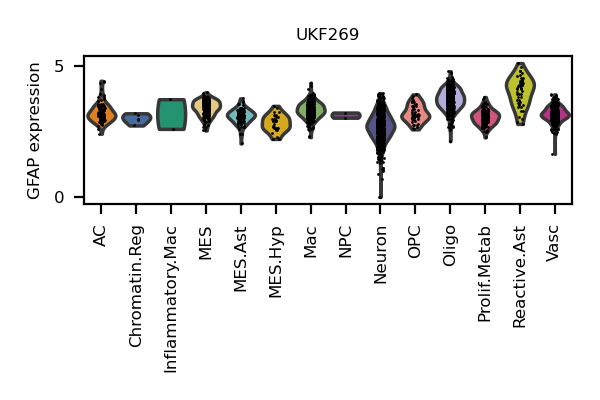 UKF269
GFAP expression
5
0
AC
Chromatin.Reg
Inflammatory.Mac
MES
MES.Ast
MES.Hyp
Mac
NPC
Neuron
OPC
Oligo
Prolif.Metab
Reactive.Ast
Vasc